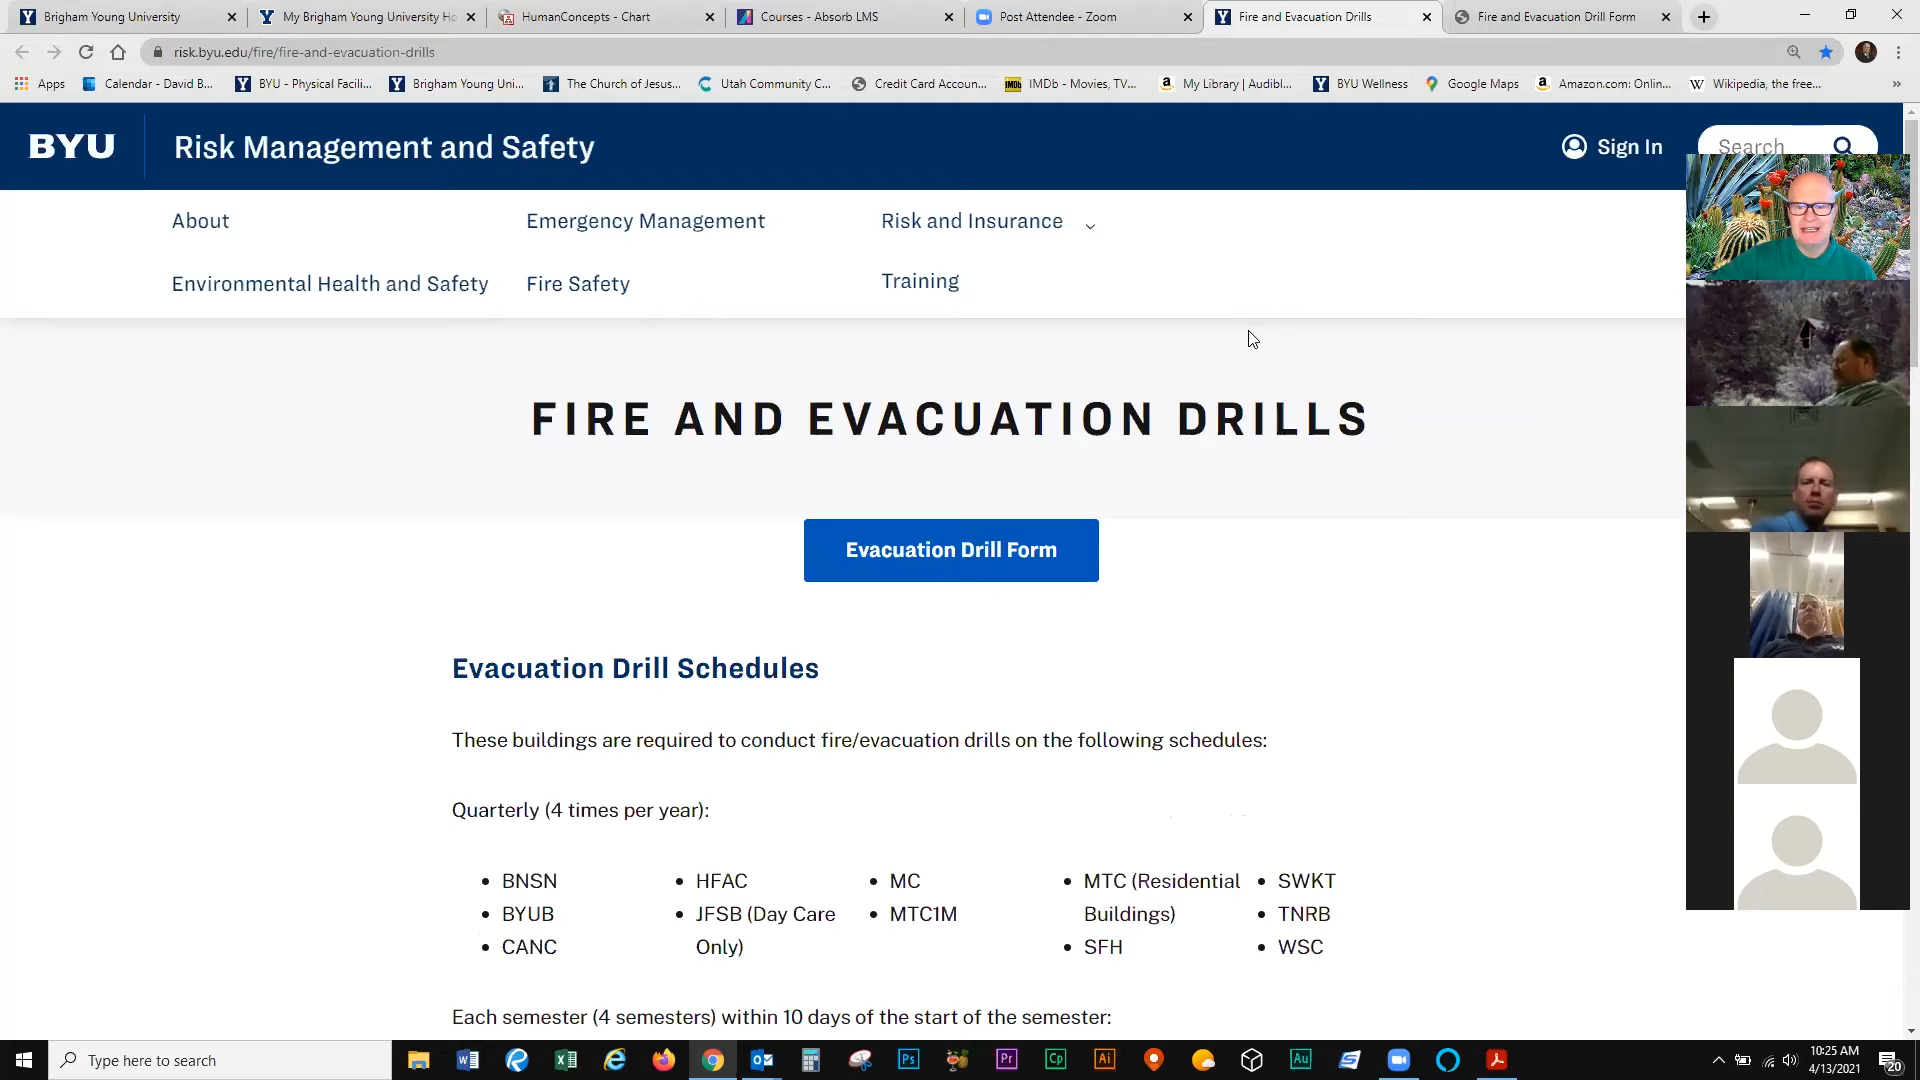 Brigham Young University
My Brigham Young University Ho
HumanConcepts - Chart
Courses - Absorb LMS
Post Attendee - Zoom
Fire and Evacuation Drills
Fire and Evacuation Drill Form
risk.byu.edu/fire/fire-and-evacuation-drills
Apps
Calendar - David B...
BYU - Physical Facili...
Brigham Young Uni...
The Church of Jesus...
Utah Community C...
Credit Card Accoun...
IMDb - Movies, TV...
My Library | Audibl...
BYU Wellness
Google Maps
Amazon.com: Onlin...
Wikipedia, the free...
BYU
Risk Management and Safety
Sign In
Search
About
Emergency Management
Risk and Insurance
Environmental Health and Safety
Fire Safety
Training
FIRE AND EVACUATION DRILLS
Evacuation Drill Form
Evacuation Drill Schedules
These buildings are required to conduct fire/evacuation drills on the following schedules:
Quarterly (4 times per year):
• BNSN
• BYUB
• CANC
• HFAC
• JFSB (Day Care
Only)
• MC
• MTC1M
• MTC (Residential
Buildings)
• SFH
• SWKT
• TNRB
• WSC
Each semester (4 semesters) within 10 days of the start of the semester:
Type here to search
10:25 AM
4/13/2021
20